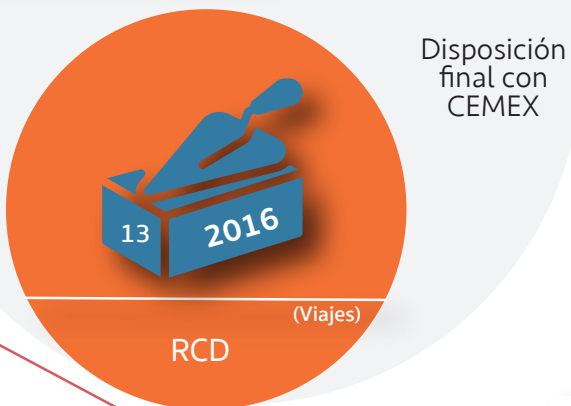 Disposición
final con
CEMEX
13
2016
(Viajes)
RCD